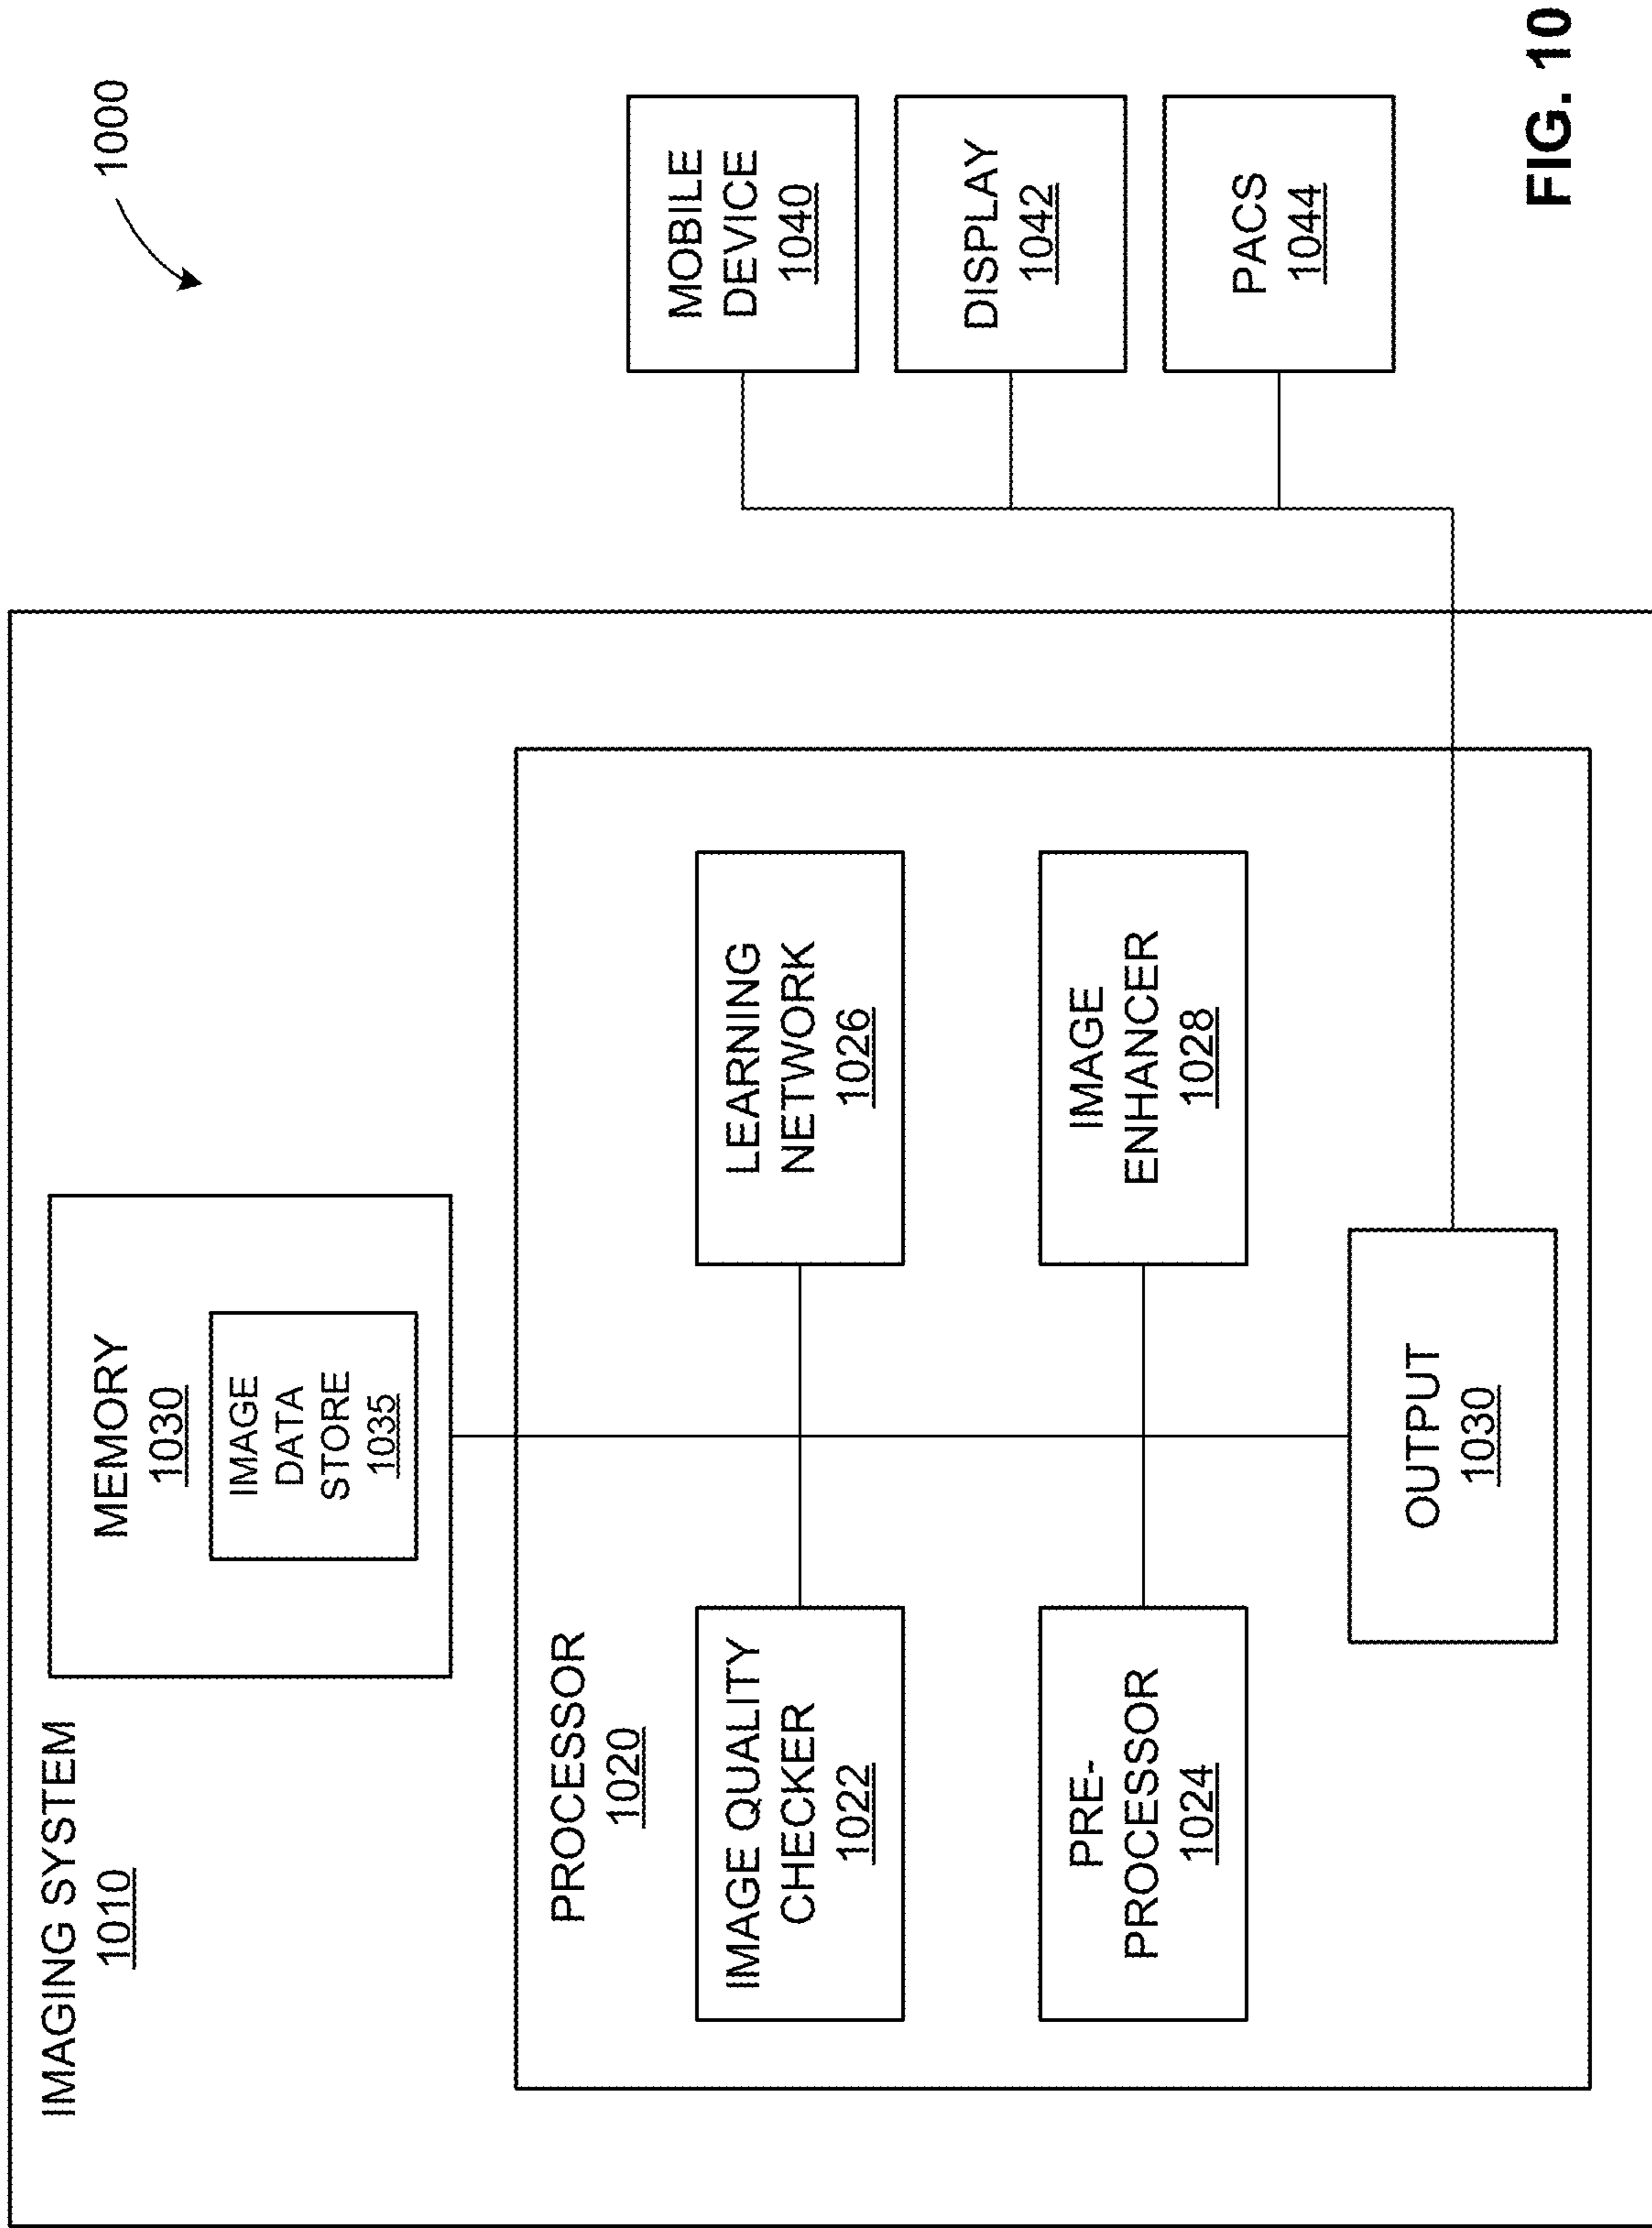 1000
IMAGING SYSTEM
1010
MEMORY
1030
IMAGE
DATA
STORE
1035
PROCESSOR
1020
IMAGE QUALITY
CHECKER
1022
LEARNING
NETWORK
1026
PRE-
PROCESSOR
1024
IMAGE
ENHANCER
1028
OUTPUT
1030
MOBILE
DEVICE
1040
DISPLAY
1042
PACS
1044
FIG. 10